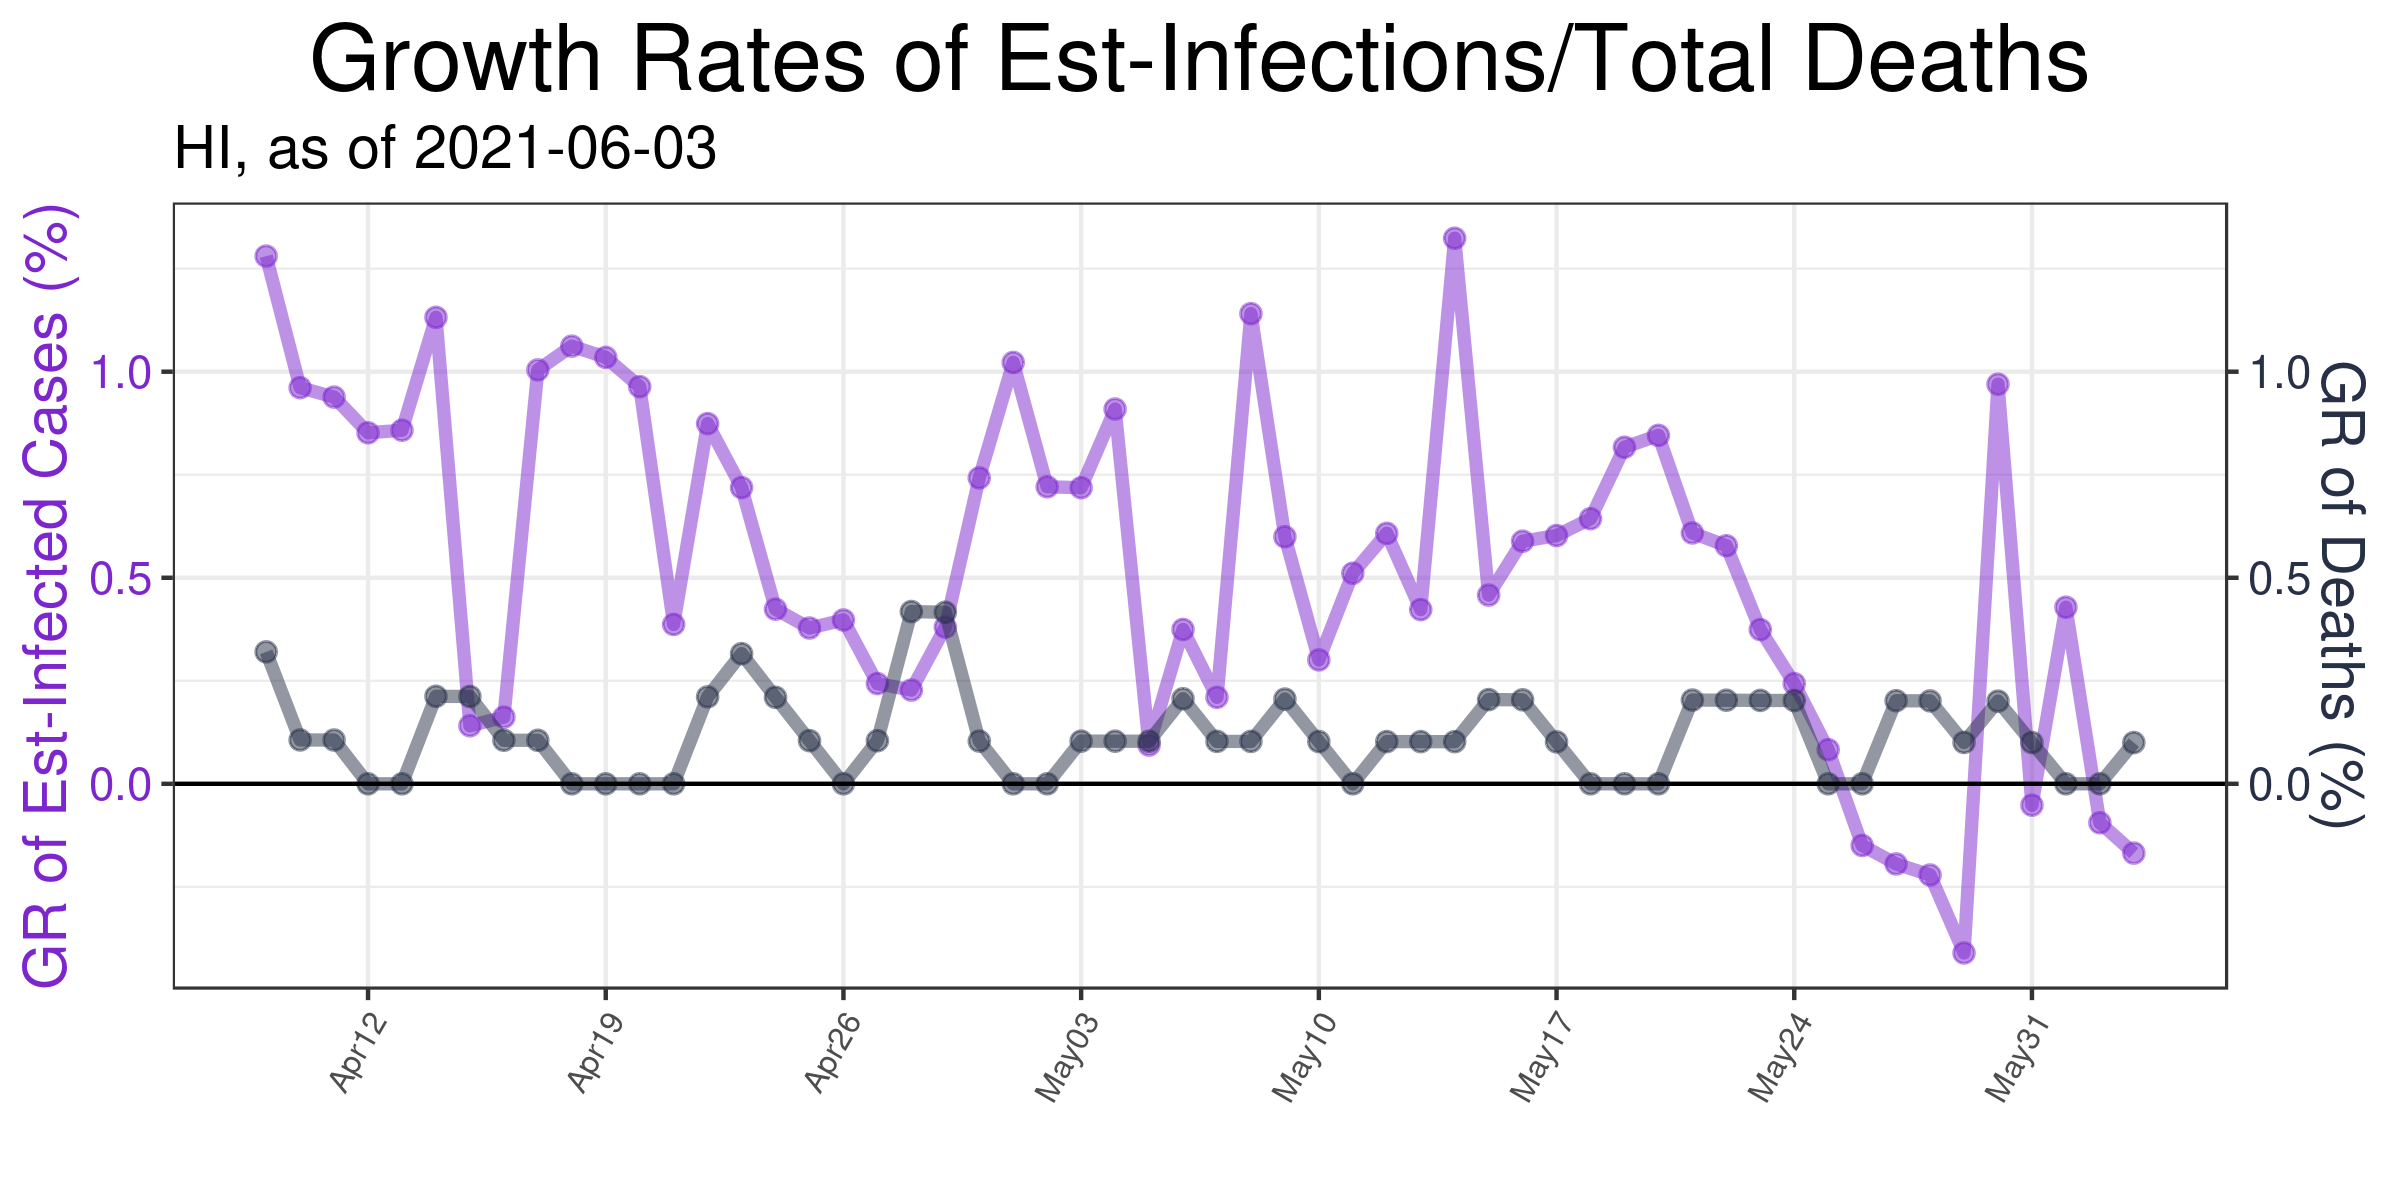 Growth Rates of Est-Infections/Total Deaths
HI, as of 2021-06-03
GR of Est-Infected Cases (%)
1.0
0.5
0.0
1.0
0.5
0.0
GR of Deaths (%)
Apr12
Apr19
Apr26
May03
May10
May17
May24
May31